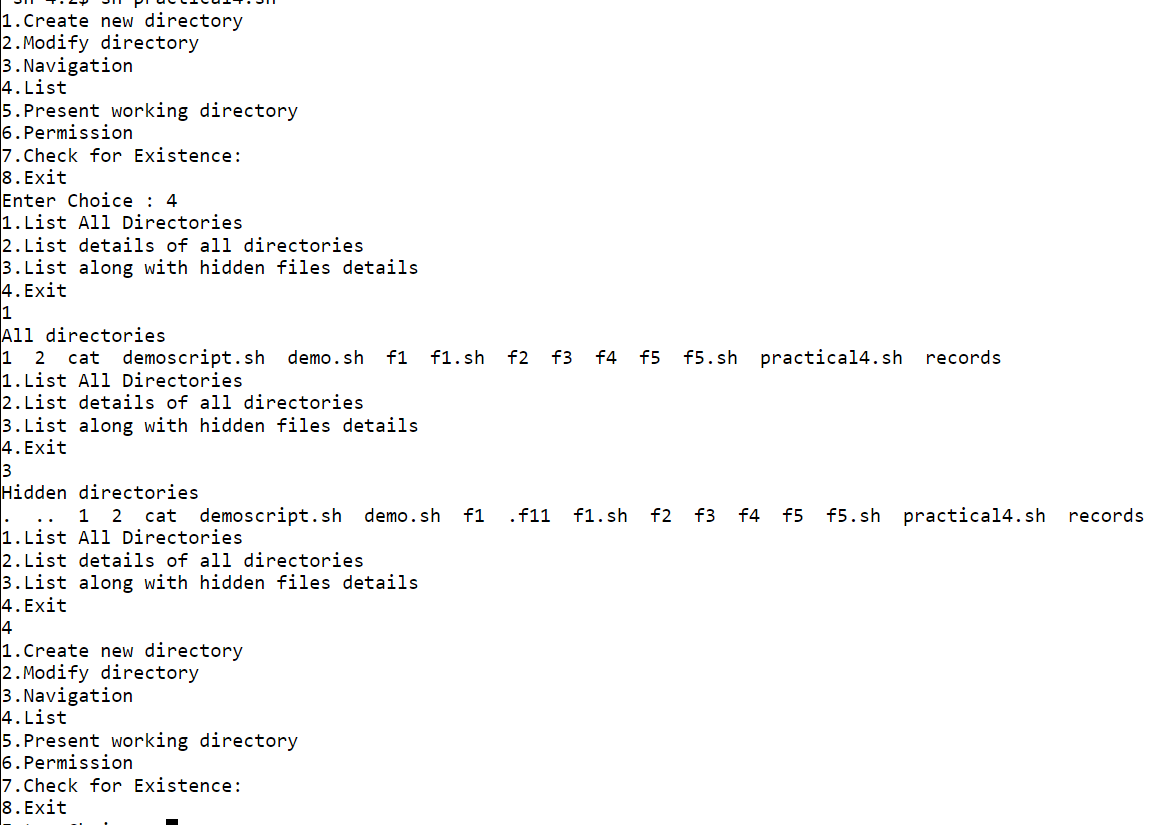 sh-4.2$ sh practical4.sh
1.Create new directory
2.Modify directory
3.Navigation
4.List
5.Present working directory
6.Permission
7.Check for Existence:
8.Exit
Enter Choice : 4
1.List All Directories
2.List details of all directories
3.List along with hidden files details
4.Exit
1
All directories
1  2  cat  demoscript.sh  demo.sh  f1  f1.sh  f2  f3  f4  f5  f5.sh  practical4.sh  records
1.List All Directories
2.List details of all directories
3.List along with hidden files details
4.Exit
3
Hidden directories
.  ..  1  2  cat  demoscript.sh  demo.sh  f1  .f11  f1.sh  f2  f3  f4  f5  f5.sh  practical4.sh  records
1.List All Directories
2.List details of all directories
3.List along with hidden files details
4.Exit
4
1.Create new directory
2.Modify directory
3.Navigation
4.List
5.Present working directory
6.Permission
7.Check for Existence:
8.Exit